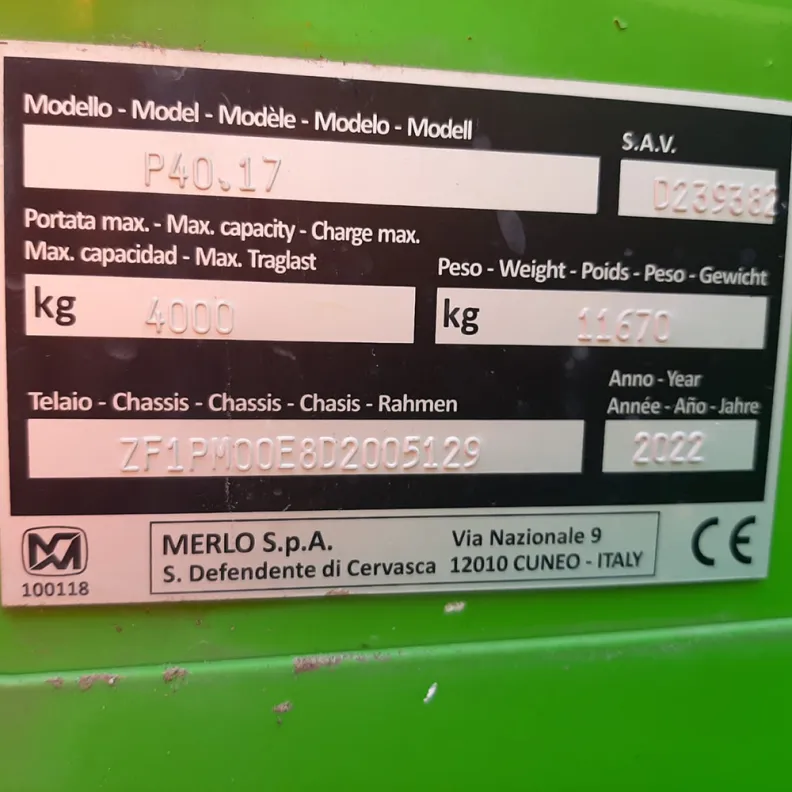 Modello - Model - Modèle - Modelo - Modell
S.A.V.
P40.17
D239382
Portata max. - Max. capacity - Charge max.
Max. capacidad - Max. Traglast
Peso - Weight - Poids - Peso - Gewicht
kg 4000
kg 11670
Telaio - Chassis - Chassis - Chasis - Rahmen
Anno - Year
Année - Año - Jahre
ZF1PM00E8D2005129
2022
100118
MERLO S.p.A.
S. Defendente di Cervasca
Via Nazionale 9
12010 CUNEO - ITALY
CE